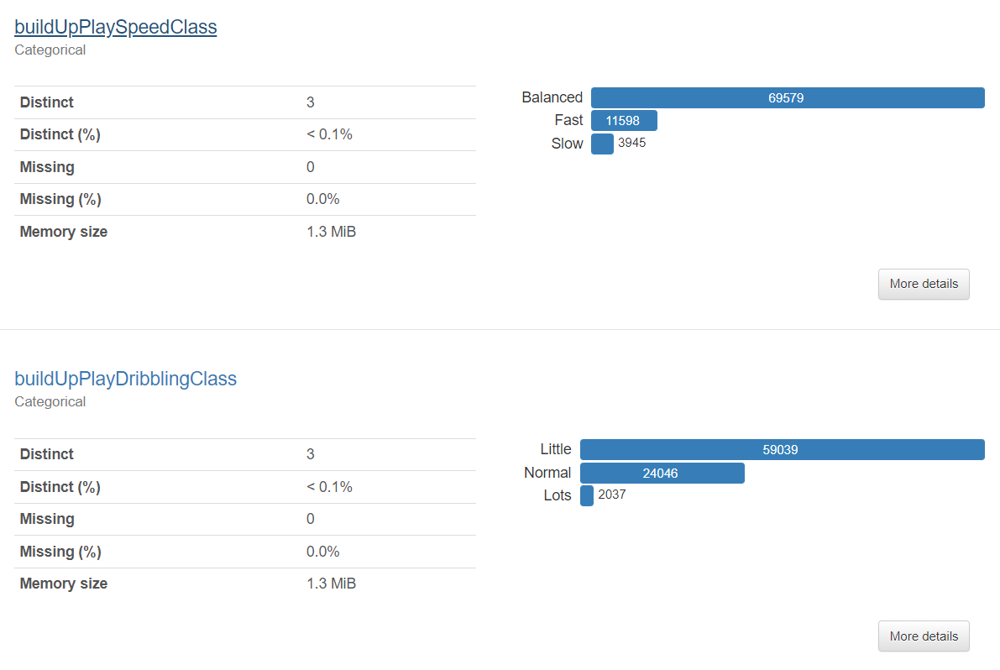 buildUpPlaySpeedClass
Categorical
Distinct 3
Distinct (%) < 0.1%
Missing 0
Missing (%) 0.0%
Memory size 1.3 MiB
Balanced 69579
Fast 11598
Slow 3945
More details
buildUpPlayDribblingClass
Categorical
Distinct 3
Distinct (%) < 0.1%
Missing 0
Missing (%) 0.0%
Memory size 1.3 MiB
Little 59039
Normal 24046
Lots 2037
More details